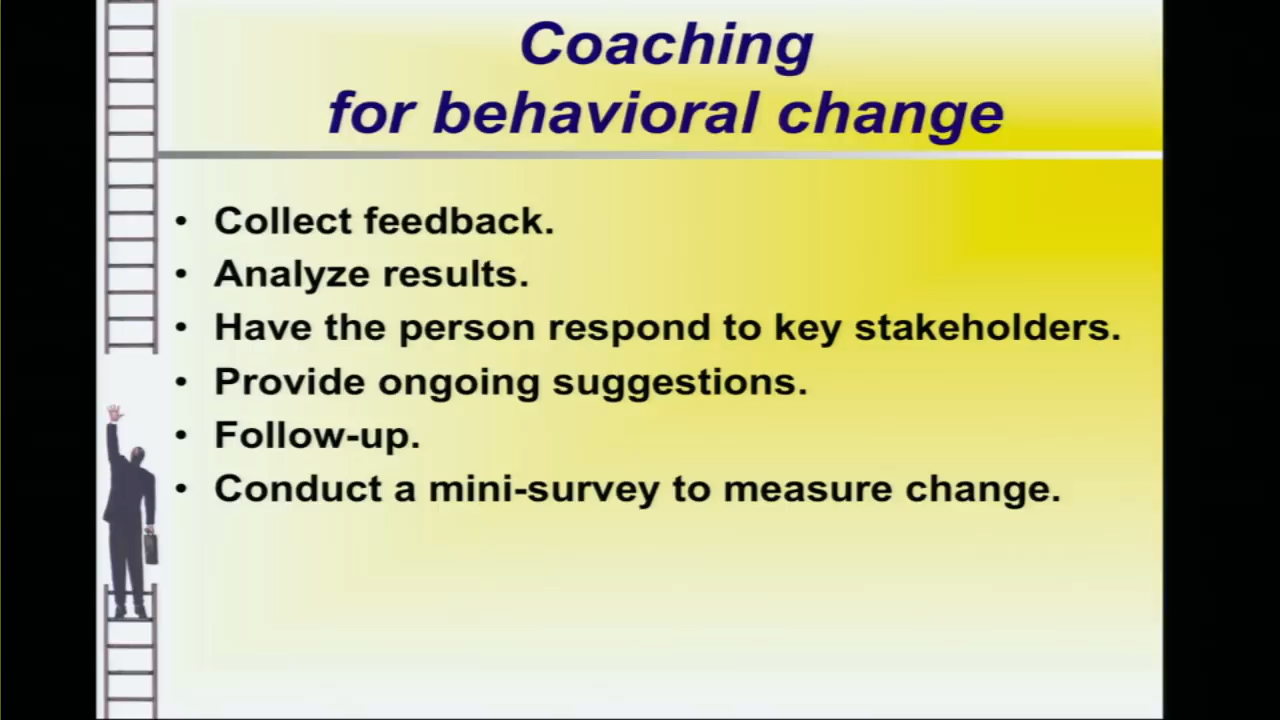 Coaching
for behavioral change
• Collect feedback.
• Analyze results.
• Have the person respond to key stakeholders.
• Provide ongoing suggestions.
• Follow-up.
• Conduct a mini-survey to measure change.